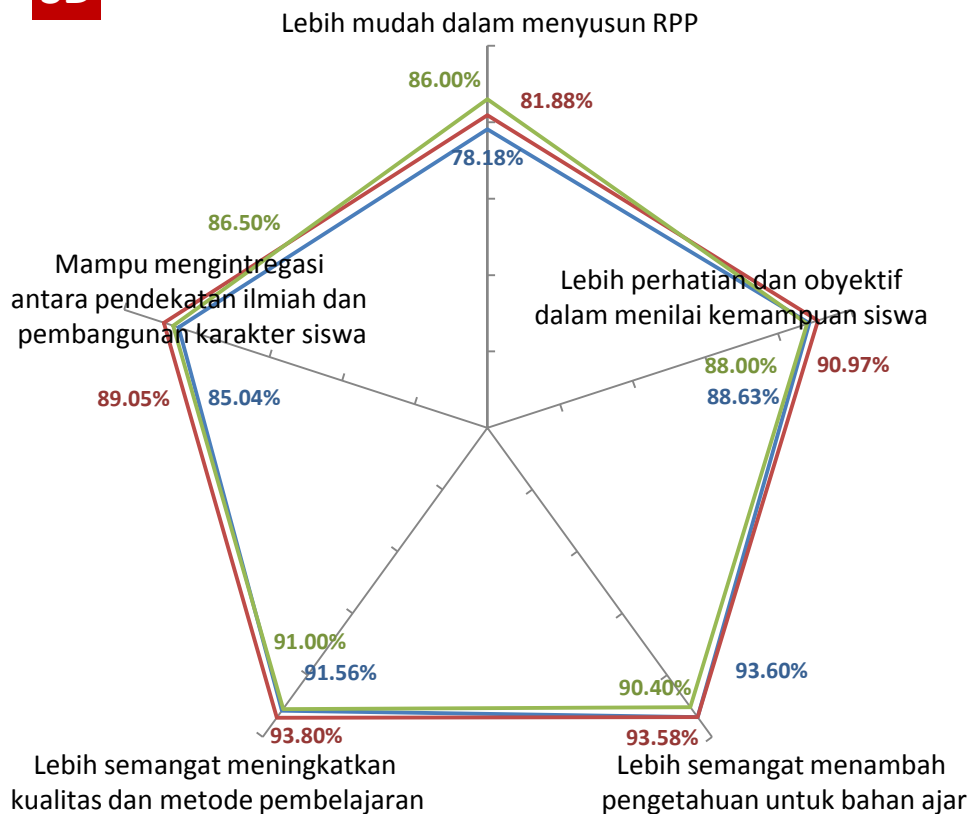 Lebih mudah dalam menyusun RPP
86.00%
81.88%
78.18%
86.50%
Mampu mengintregasi
antara pendekatan ilmiah dan
pembangunan karakter siswa
89.05%
85.04%
Lebih perhatian dan obyektif
dalam menilai kemampuan siswa
88.00%
90.97%
88.63%
91.00%
91.56%
93.80%
Lebih semangat meningkatkan
kualitas dan metode pembelajaran
90.40%
93.60%
93.58%
Lebih semangat menambah
pengetahuan untuk bahan ajar